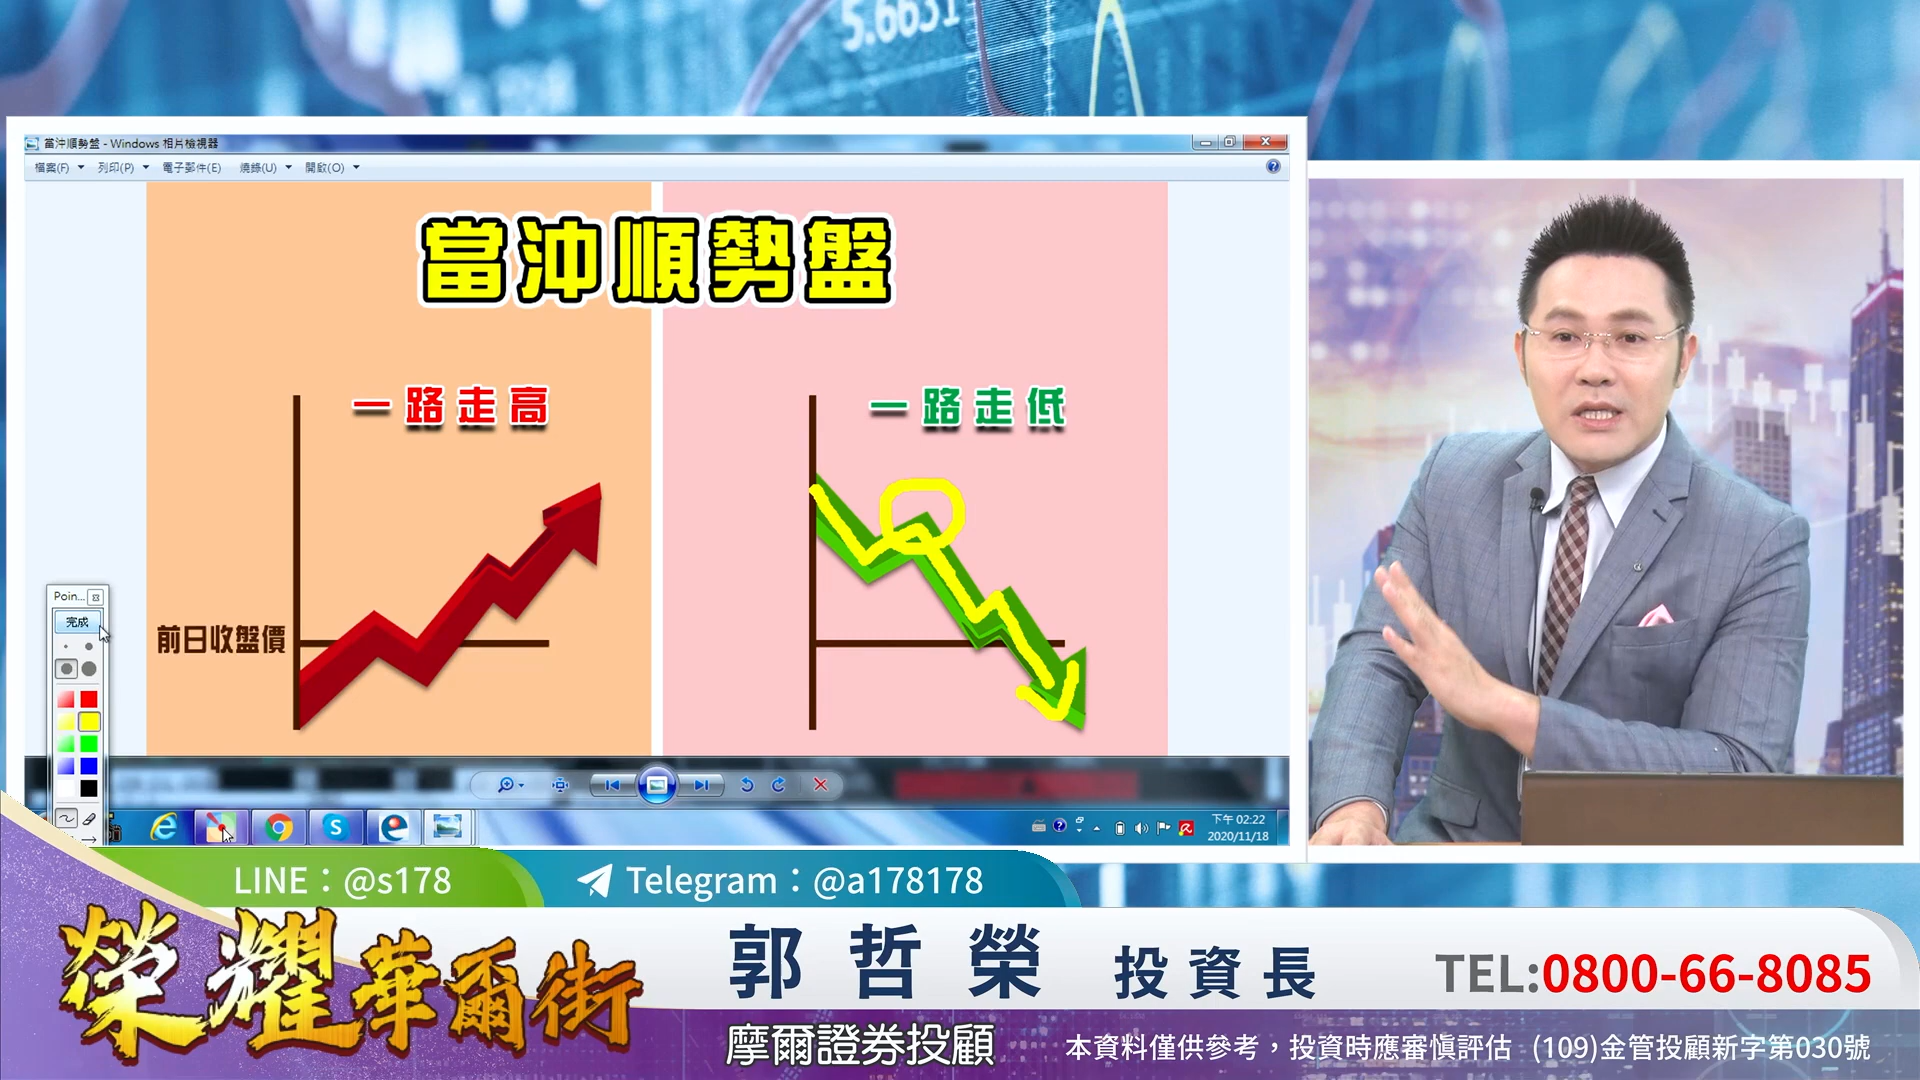 5.6631
當沖順勢盤 - Windows 相片檢視器
檔案(F) 列印(P) 電子郵件(E) 燒錄(U) 開啟(O)
當沖順勢盤
一路走高
一路走低
前日收盤價
Poin...
完成
下午 02:22
2020/11/18
LINE：@s178
Telegram：@a178178
榮耀華爾街
郭哲榮 投資長
TEL:0800-66-8085
摩爾證券投顧
本資料僅供參考，投資時應審慎評估 (109)金管投顧新字第030號